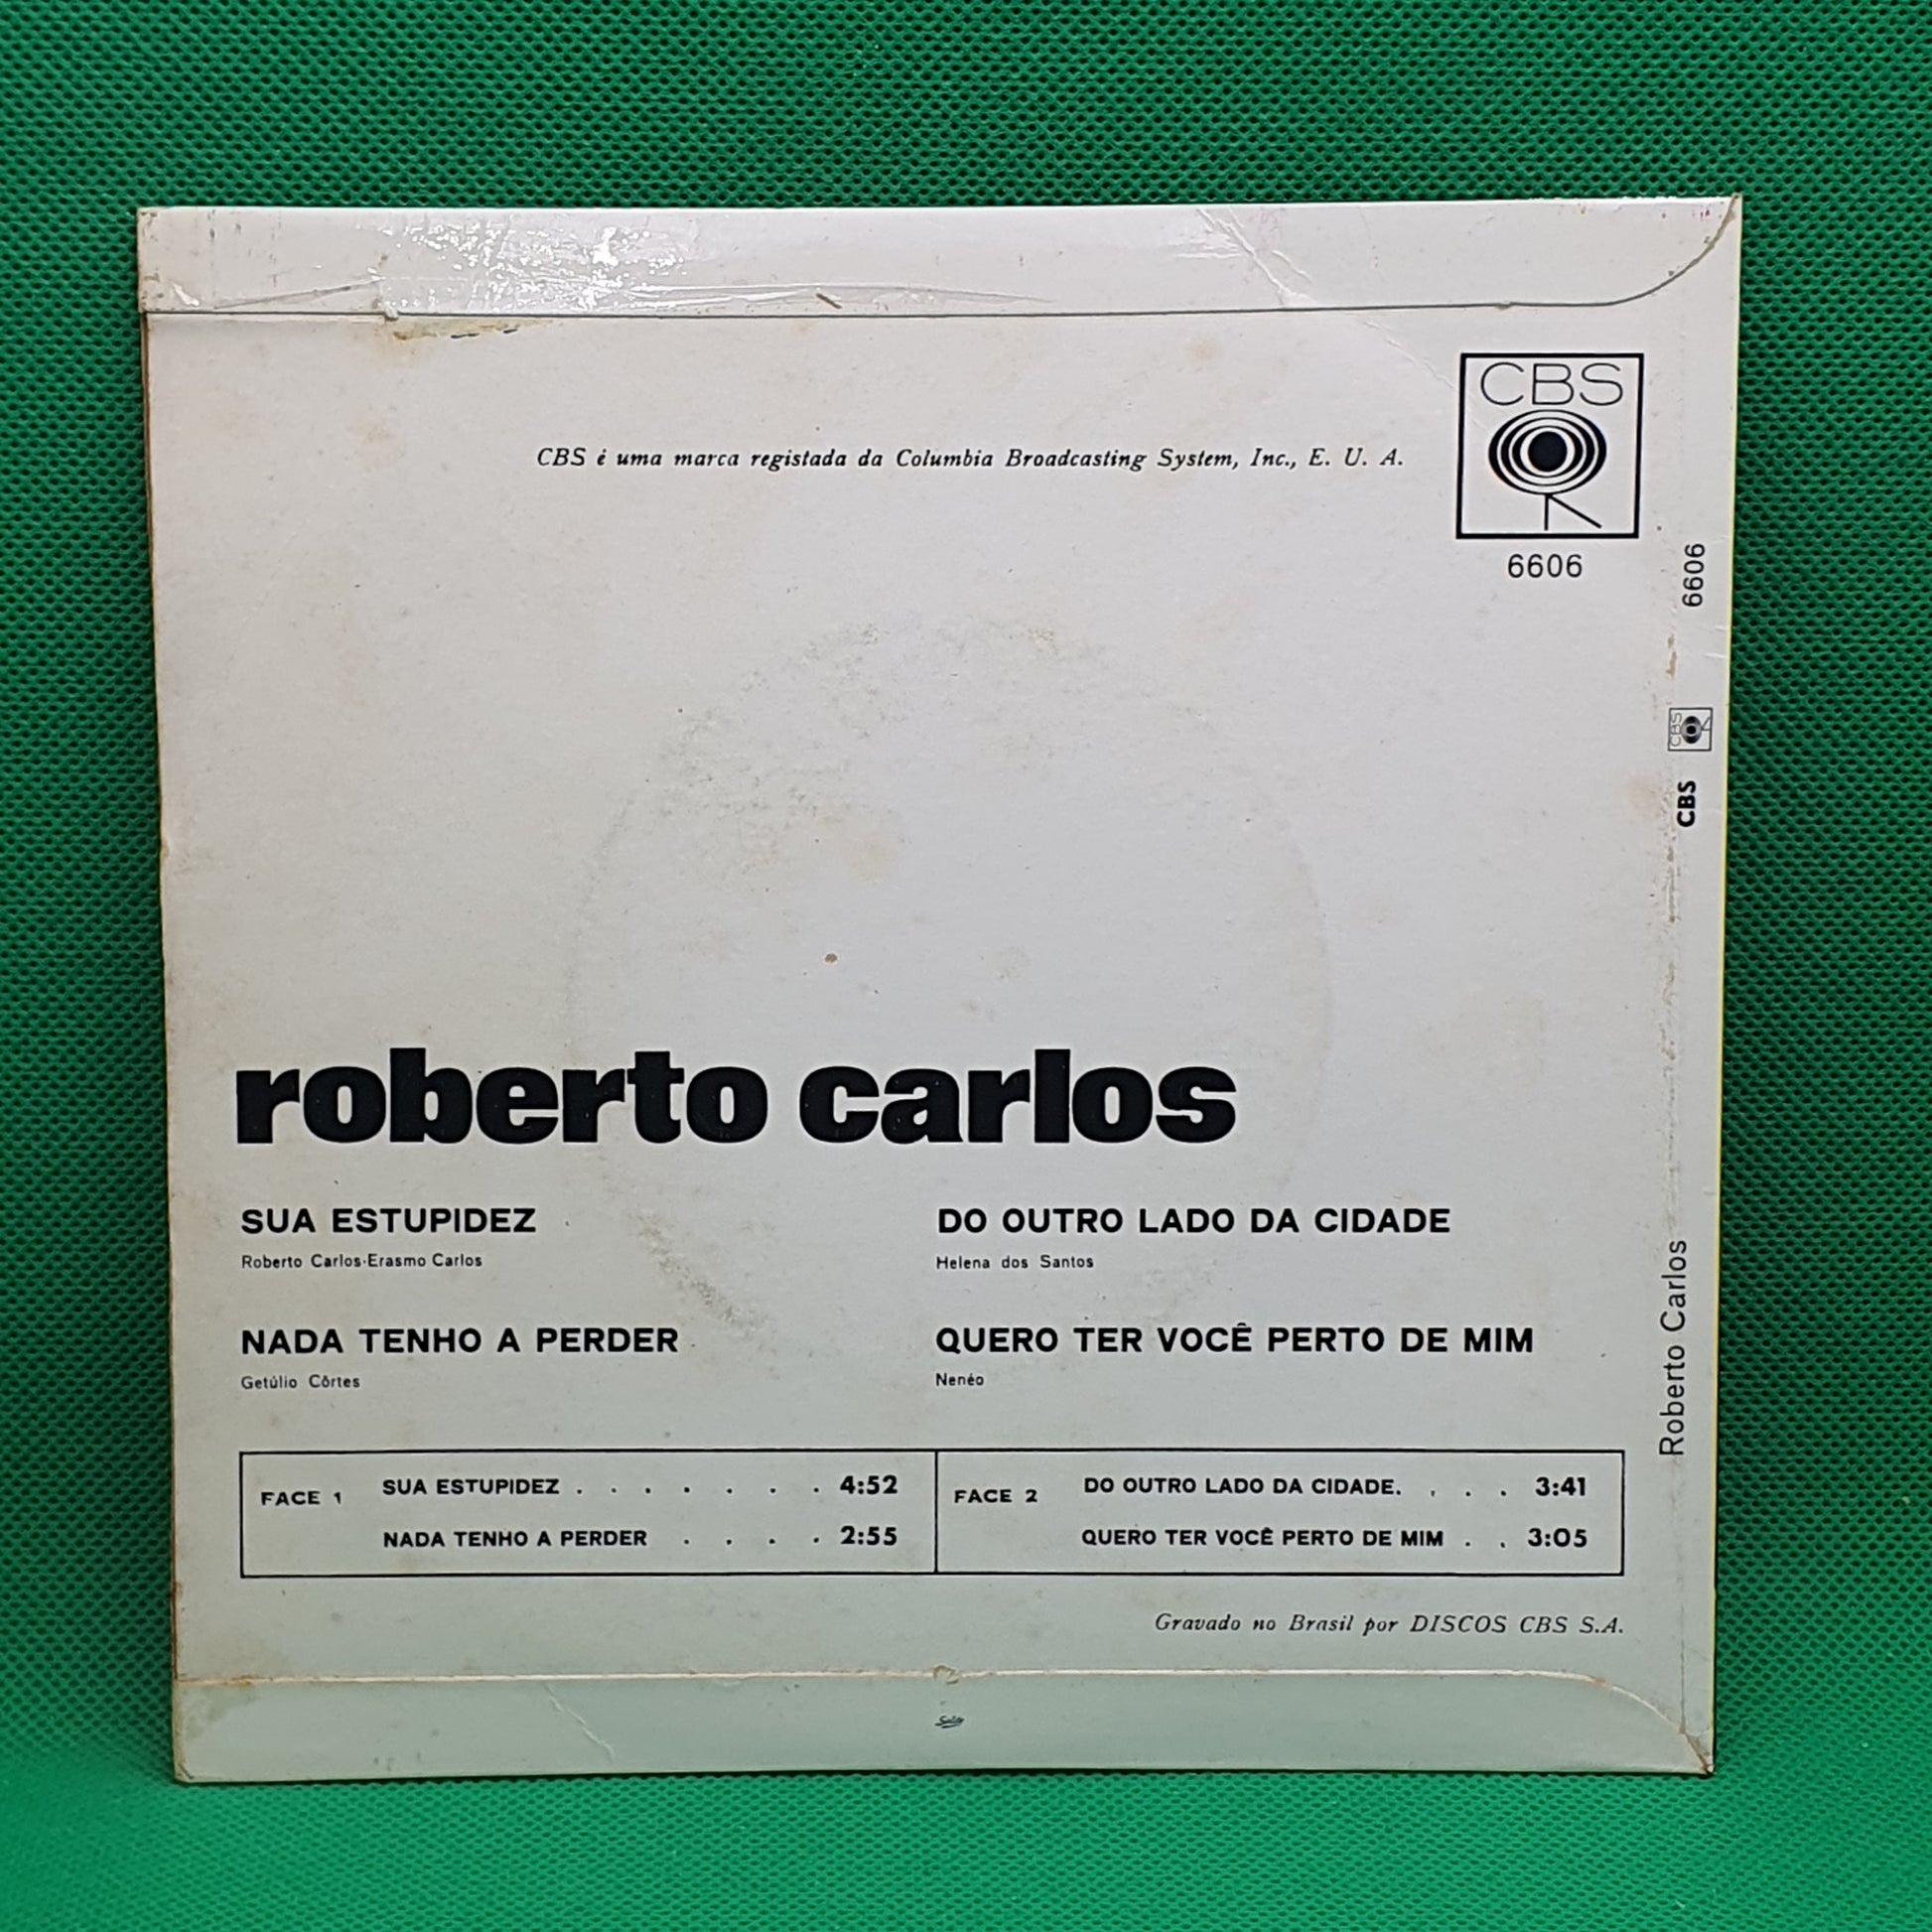 CBS
CBS é uma marca registada da Columbia Broadcasting System, Inc., E. U. A.
6606
6606
CBS
CBS
Roberto Carlos
roberto carlos
SUA ESTUPIDEZ
Roberto Carlos-Erasmo Carlos
NADA TENHO A PERDER
Getúlio Côrtes
DO OUTRO LADO DA CIDADE
Helena dos Santos
QUERO TER VOCÊ PERTO DE MIM
Nenéo
FACE 1
SUA ESTUPIDEZ . . . . . . . 4:52
NADA TENHO A PERDER . . . . 2:55
FACE 2
DO OUTRO LADO DA CIDADE. . . . 3:41
QUERO TER VOCÊ PERTO DE MIM . . 3:05
Gravado no Brasil por DISCOS CBS S.A.